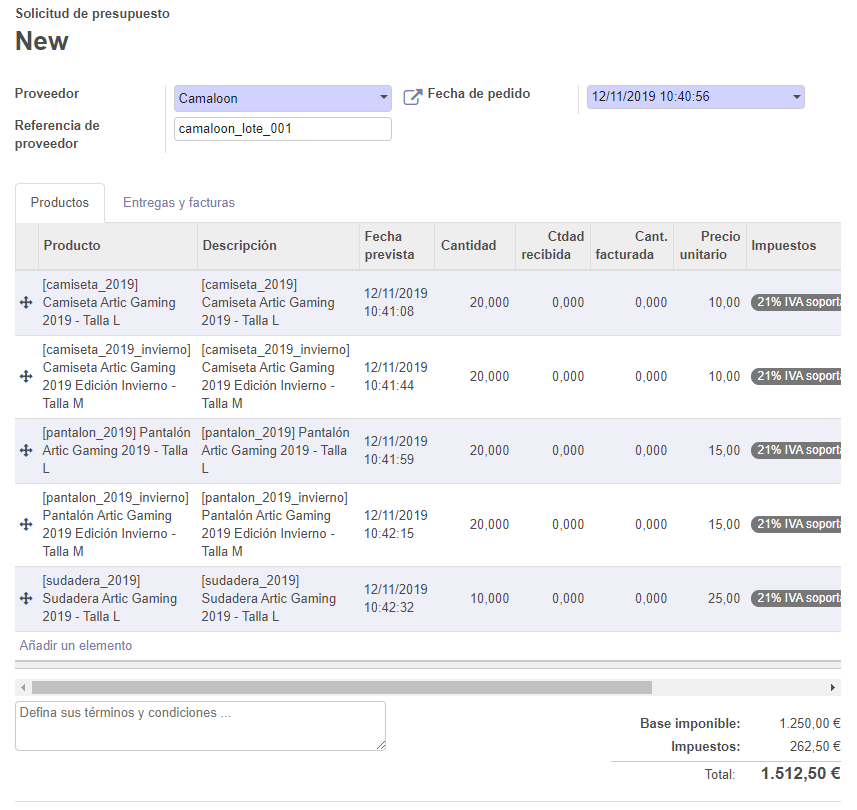 Solicitud de presupuesto
New
Proveedor
Camaloon
Fecha de pedido
12/11/2019 10:40:56
Referencia de
proveedor
camaloon_lote_001
Productos
Entregas y facturas
Producto
Descripción
Fecha
prevista
Cantidad
Ctdad
recibida
Cant.
facturada
Precio
unitario
Impuestos
[camiseta_2019]
Camiseta Artic Gaming
2019 - Talla L
[camiseta_2019]
Camiseta Artic Gaming
2019 - Talla L
12/11/2019
10:41:08
20,000
0,000
0,000
10,00
21% IVA soporta
[camiseta_2019_invierno]
Camiseta Artic Gaming
2019 Edición Invierno -
Talla M
[camiseta_2019_invierno]
Camiseta Artic Gaming
2019 Edición Invierno -
Talla M
12/11/2019
10:41:44
20,000
0,000
0,000
10,00
21% IVA soporta
[pantalon_2019] Pantalón
Artic Gaming 2019 - Talla
L
[pantalon_2019] Pantalón
Artic Gaming 2019 - Talla
L
12/11/2019
10:41:59
20,000
0,000
0,000
15,00
21% IVA soporta
[pantalon_2019_invierno]
Pantalón Artic Gaming
2019 Edición Invierno -
Talla M
[pantalon_2019_invierno]
Pantalón Artic Gaming
2019 Edición Invierno -
Talla M
12/11/2019
10:42:15
20,000
0,000
0,000
15,00
21% IVA soporta
[sudadera_2019]
Sudadera Artic Gaming
2019 - Talla L
[sudadera_2019]
Sudadera Artic Gaming
2019 - Talla L
12/11/2019
10:42:32
10,000
0,000
0,000
25,00
21% IVA soporta
Añadir un elemento
Defina sus términos y condiciones ...
Base imponible: 1.250,00 €
Impuestos: 262,50 €
Total: 1.512,50 €